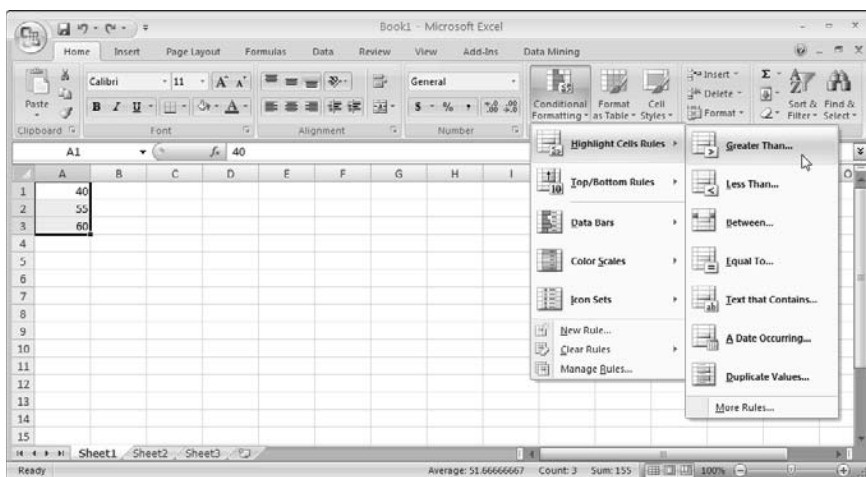 Book1 - Microsoft Excel
Home Insert Page Layout Formulas Data Review View Add-Ins Data Mining
Paste
Clipboard
Calibri 11 A A
B I U A
Font
Alignment
General
$ % ,
Number
Conditional Formatting
Format as Table
Cell Styles
Insert
Delete
Format
Σ
Sort & Filter
Find & Select
A1 fx 40
A B C D E F G H I O
1 40
2 55
3 60
4
5
6
7
8
9
10
11
12
13
14
15
Highlight Cells Rules
Top/Bottom Rules
Data Bars
Color Scales
Icon Sets
New Rule...
Clear Rules
Manage Rules...
Greater Than...
Less Than...
Between...
Equal To...
Text that Contains...
A Date Occurring...
Duplicate Values...
More Rules...
Sheet1 Sheet2 Sheet3
Ready Average: 51.66666667 Count: 3 Sum: 155 100%